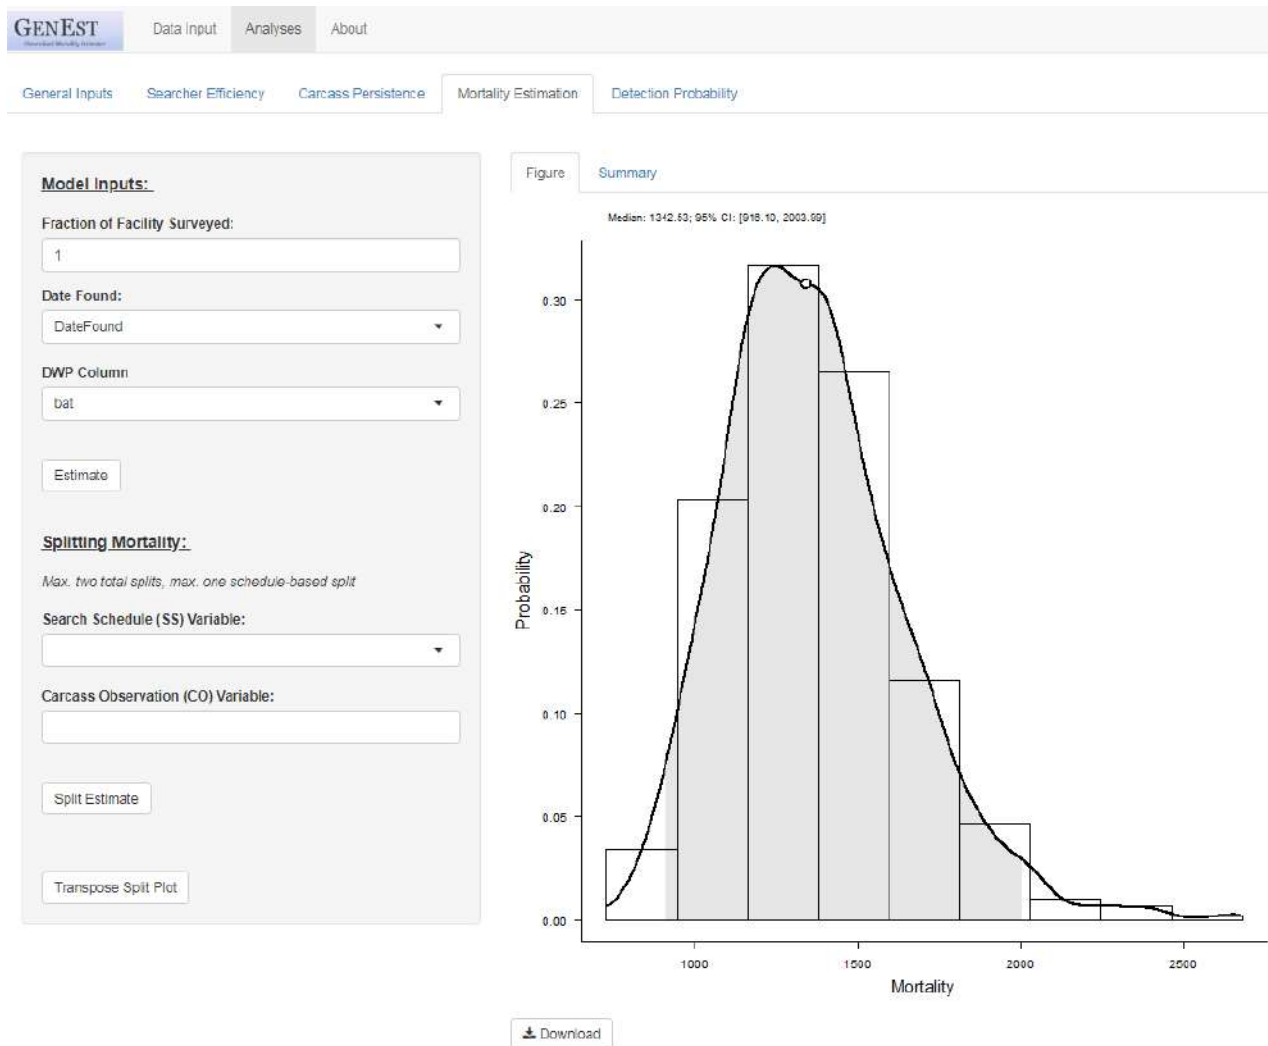 GENEST
Data Input Analyses About
General Inputs Searcher Efficiency Carcass Persistence Mortality Estimation Detection Probability
Model Inputs:
Fraction of Facility Surveyed:
1
Date Found:
DateFound
DWP Column
bat
Estimate
Splitting Mortality:
Max. two total splits, max. one schedule-based split
Search Schedule (SS) Variable:
Carcass Observation (CO) Variable:
Split Estimate
Transpose Split Plot
Figure Summary
Median: 1342.53; 95% CI: [916.10, 2003.99]
Probability
0.30
0.25
0.20
0.15
0.10
0.05
0.00
1000 1500 2000 2500
Mortality
Download